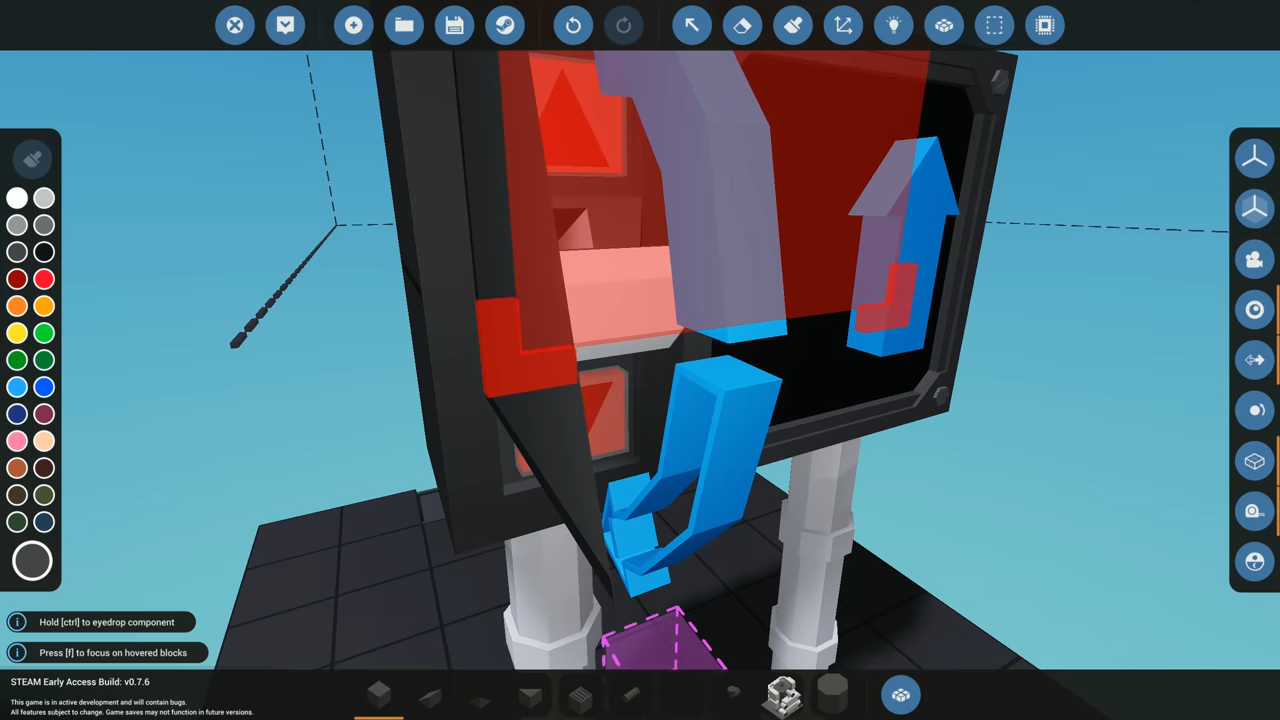 Hold [ctrl] to eyedrop component
Press [f] to focus on hovered blocks
STEAM Early Access Build: v0.7.6
This game is in active development and will contain bugs.
All features subject to change. Game saves may not function in future versions.